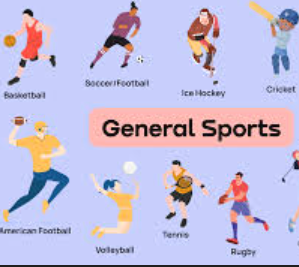 Basketball
Soccer/Football
Ice Hockey
Cricket
General Sports
American Football
Volleyball
Tennis
Rugby